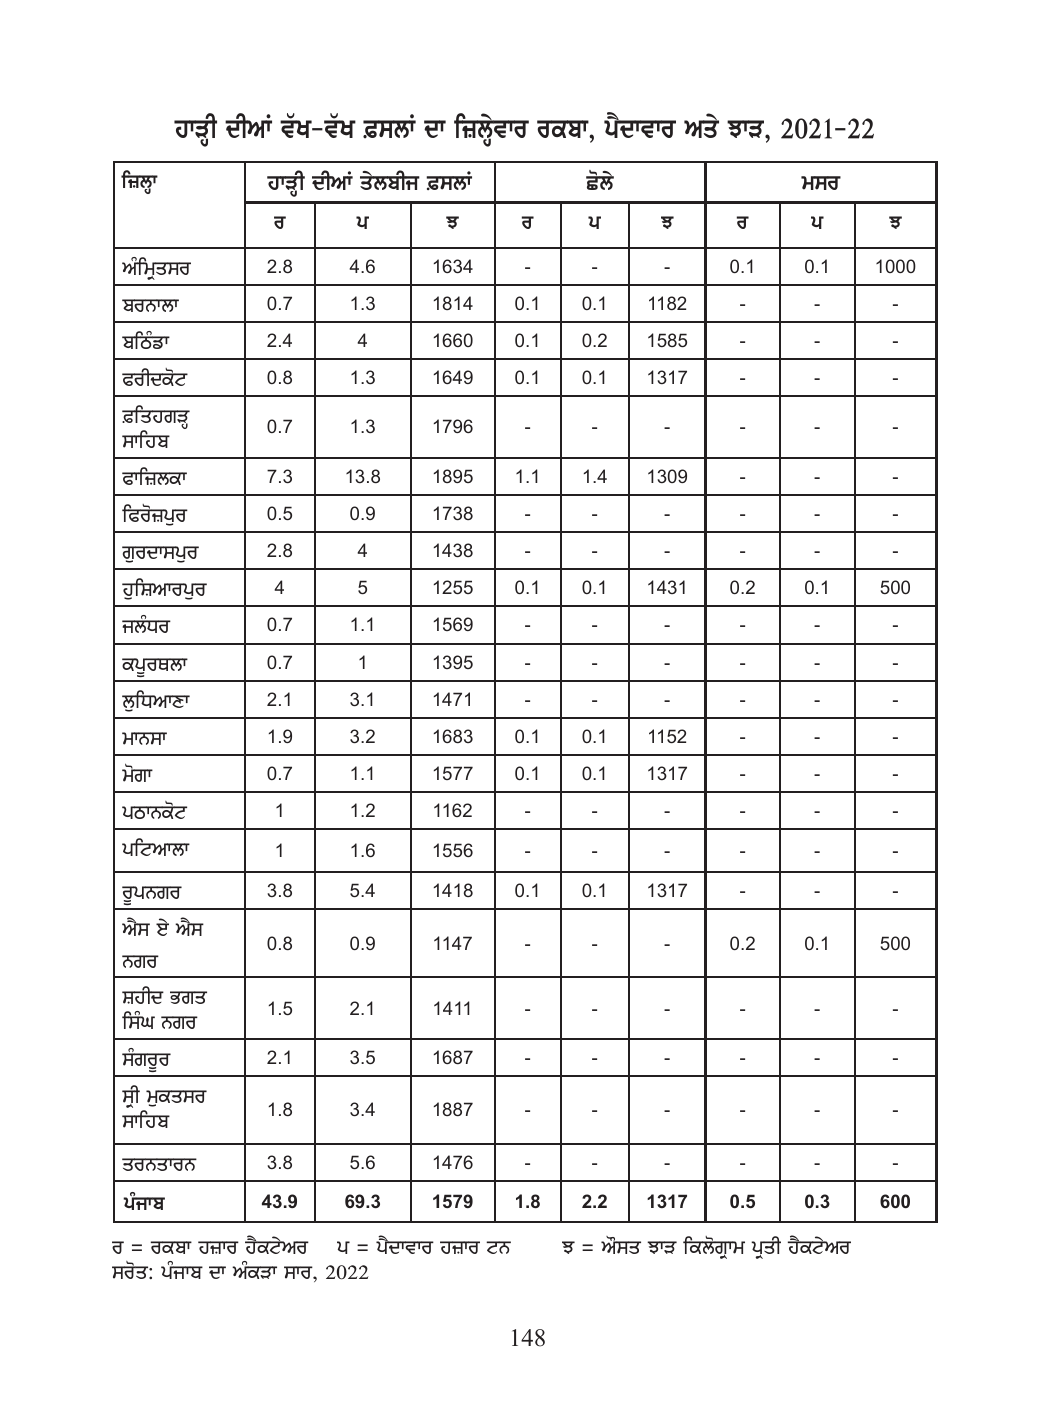 ਹਾੜ੍ਹੀ ਦੀਆਂ ਵੱਖ-ਵੱਖ ਫ਼ਸਲਾਂ ਦਾ ਜ਼ਿਲ੍ਹੇਵਾਰ ਰਕਬਾ, ਪੈਦਾਵਾਰ ਅਤੇ ਝਾੜ, 2021-22
ਜ਼ਿਲ੍ਹਾ ਹਾੜ੍ਹੀ ਦੀਆਂ ਤੇਲਬੀਜ ਫ਼ਸਲਾਂ ਛੋਲੇ ਮਸਰ
ਰ ਪ ਝ ਰ ਪ ਝ ਰ ਪ ਝ
ਅੰਮ੍ਰਿਤਸਰ 2.8 4.6 1634 - - - 0.1 0.1 1000
ਬਰਨਾਲਾ 0.7 1.3 1814 0.1 0.1 1182 - - -
ਬਠਿੰਡਾ 2.4 4 1660 0.1 0.2 1585 - - -
ਫਰੀਦਕੋਟ 0.8 1.3 1649 0.1 0.1 1317 - - -
ਫ਼ਤਿਹਗੜ੍ਹ
ਸਾਹਿਬ 0.7 1.3 1796 - - - - - -
ਫਾਜ਼ਿਲਕਾ 7.3 13.8 1895 1.1 1.4 1309 - - -
ਫਿਰੋਜ਼ਪੁਰ 0.5 0.9 1738 - - - - - -
ਗੁਰਦਾਸਪੁਰ 2.8 4 1438 - - - - - -
ਹੁਸ਼ਿਆਰਪੁਰ 4 5 1255 0.1 0.1 1431 0.2 0.1 500
ਜਲੰਧਰ 0.7 1.1 1569 - - - - - -
ਕਪੂਰਥਲਾ 0.7 1 1395 - - - - - -
ਲੁਧਿਆਣਾ 2.1 3.1 1471 - - - - - -
ਮਾਨਸਾ 1.9 3.2 1683 0.1 0.1 1152 - - -
ਮੋਗਾ 0.7 1.1 1577 0.1 0.1 1317 - - -
ਪਠਾਨਕੋਟ 1 1.2 1162 - - - - - -
ਪਟਿਆਲਾ 1 1.6 1556 - - - - - -
ਰੂਪਨਗਰ 3.8 5.4 1418 0.1 0.1 1317 - - -
ਐਸ ਏ ਐਸ
ਨਗਰ 0.8 0.9 1147 - - - 0.2 0.1 500
ਸ਼ਹੀਦ ਭਗਤ
ਸਿੰਘ ਨਗਰ 1.5 2.1 1411 - - - - - -
ਸੰਗਰੂਰ 2.1 3.5 1687 - - - - - -
ਸ੍ਰੀ ਮੁਕਤਸਰ
ਸਾਹਿਬ 1.8 3.4 1887 - - - - - -
ਤਰਨਤਾਰਨ 3.8 5.6 1476 - - - - - -
ਪੰਜਾਬ 43.9 69.3 1579 1.8 2.2 1317 0.5 0.3 600
ਰ = ਰਕਬਾ ਹਜ਼ਾਰ ਹੈਕਟੇਅਰ ਪ = ਪੈਦਾਵਾਰ ਹਜ਼ਾਰ ਟਨ ਝ = ਔਸਤ ਝਾੜ ਕਿਲੋਗ੍ਰਾਮ ਪ੍ਰਤੀ ਹੈਕਟੇਅਰ
ਸਰੋਤ: ਪੰਜਾਬ ਦਾ ਅੰਕੜਾ ਸਾਰ, 2022
148